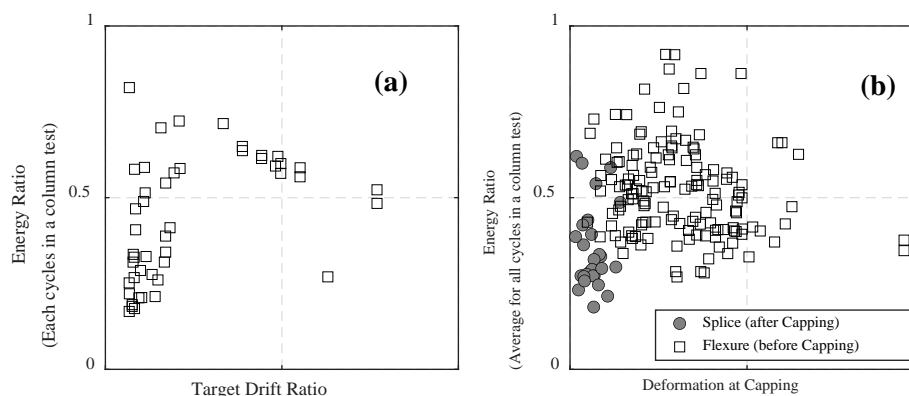 1
(a)
0.5
0
Energy Ratio
(Each cycles in a column test)
Target Drift Ratio
1
(b)
0.5
0
Energy Ratio
(Average for all cycles in a column test)
Splice (after Capping)
Flexure (before Capping)
Deformation at Capping